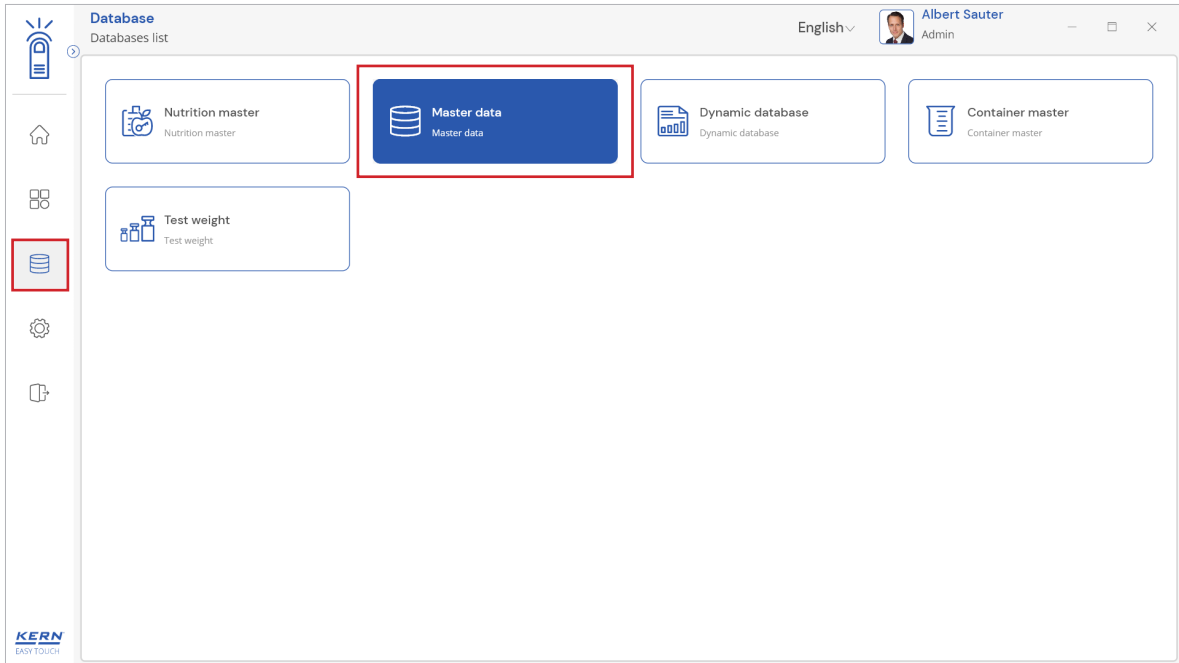 Database
Databases list
English
Albert Sauter
Admin
Nutrition master
Nutrition master
Master data
Master data
Dynamic database
Dynamic database
Container master
Container master
Test weight
Test weight
KERN
EASY TOUCH